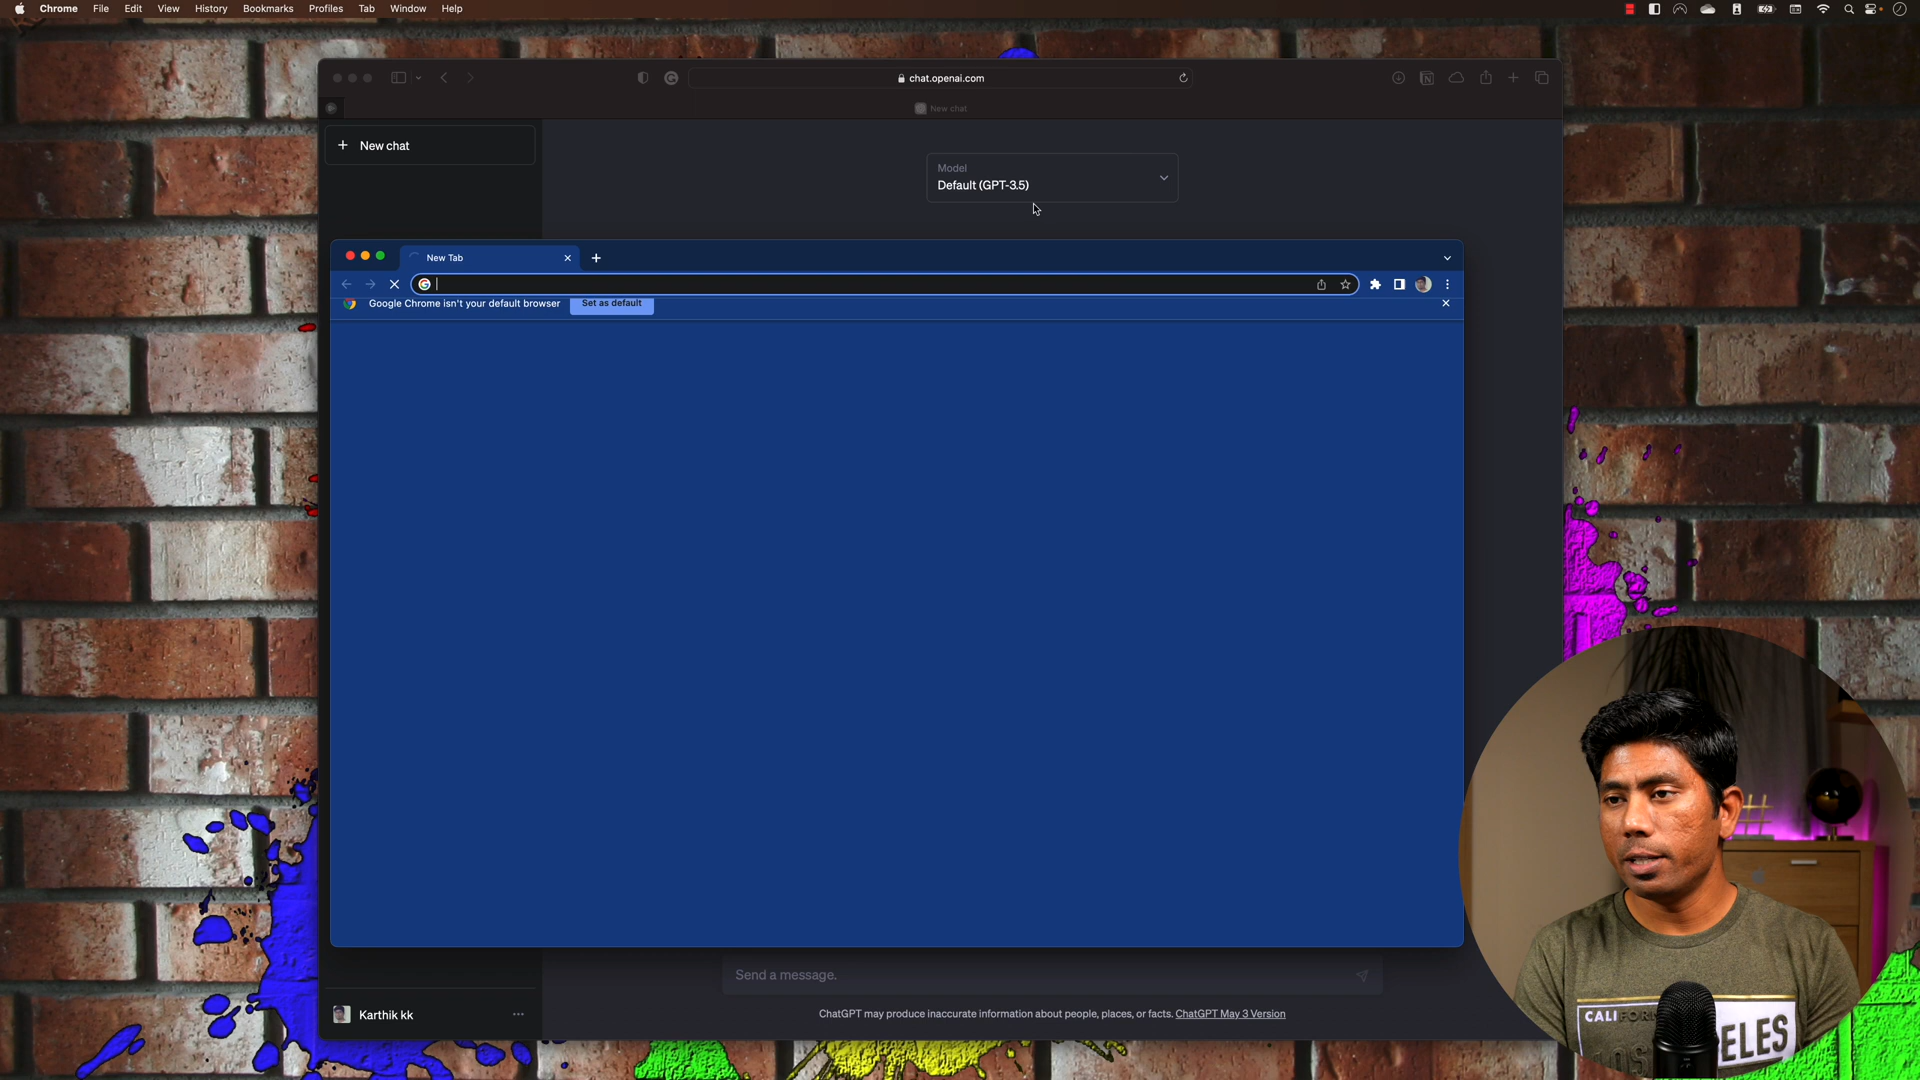 Chrome File Edit View History Bookmarks Profiles Tab Window Help
chat.openai.com
New chat
+ New chat
Model
Default (GPT-3.5)
New Tab
Google Chrome isn't your default browser Set as default
Send a message.
Karthik kk
ChatGPT may produce inaccurate information about people, places, or facts. ChatGPT May 3 Version
CALIFOR
ELES